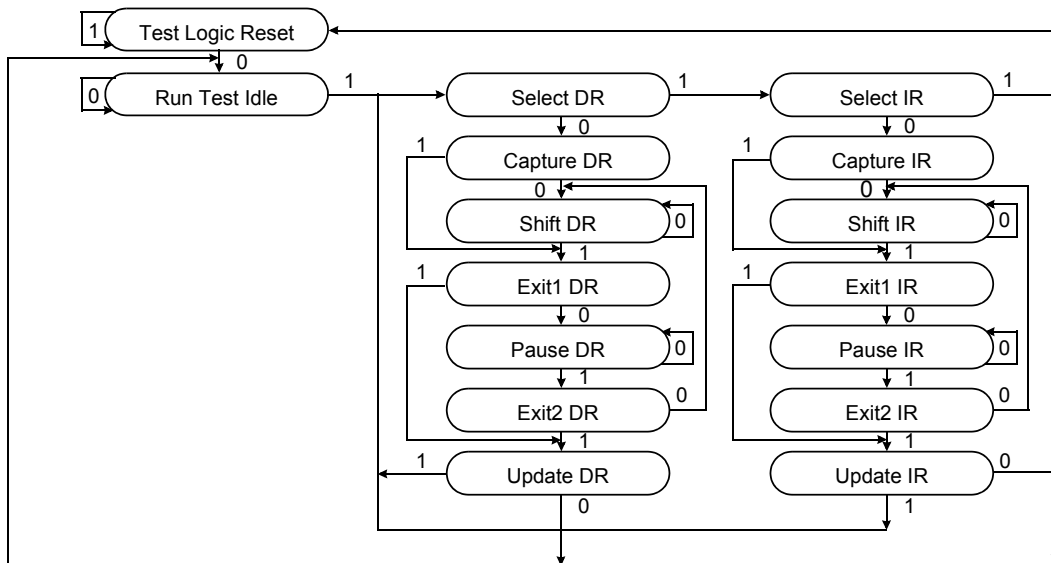 Test Logic Reset
1
0
Run Test Idle
0
1
Select DR
1
Select IR
1
0
0
1
Capture DR
1
Capture IR
0
0
Shift DR
0
Shift IR
0
1
1
1
Exit1 DR
1
Exit1 IR
0
0
Pause DR
0
Pause IR
0
1
1
Exit2 DR
0
Exit2 IR
0
1
1
1
Update DR
Update IR
0
0
1